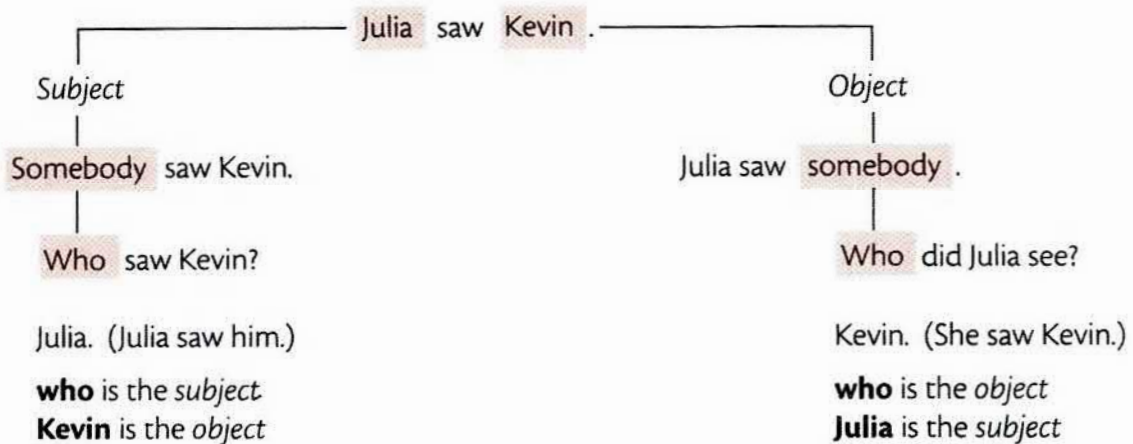 Julia saw Kevin .
Subject
Object
Somebody saw Kevin.
Julia saw somebody .
Who saw Kevin?
Who did Julia see?
Julia. (Julia saw him.)
Kevin. (She saw Kevin.)
who is the subject
who is the object
Kevin is the object
Julia is the subject